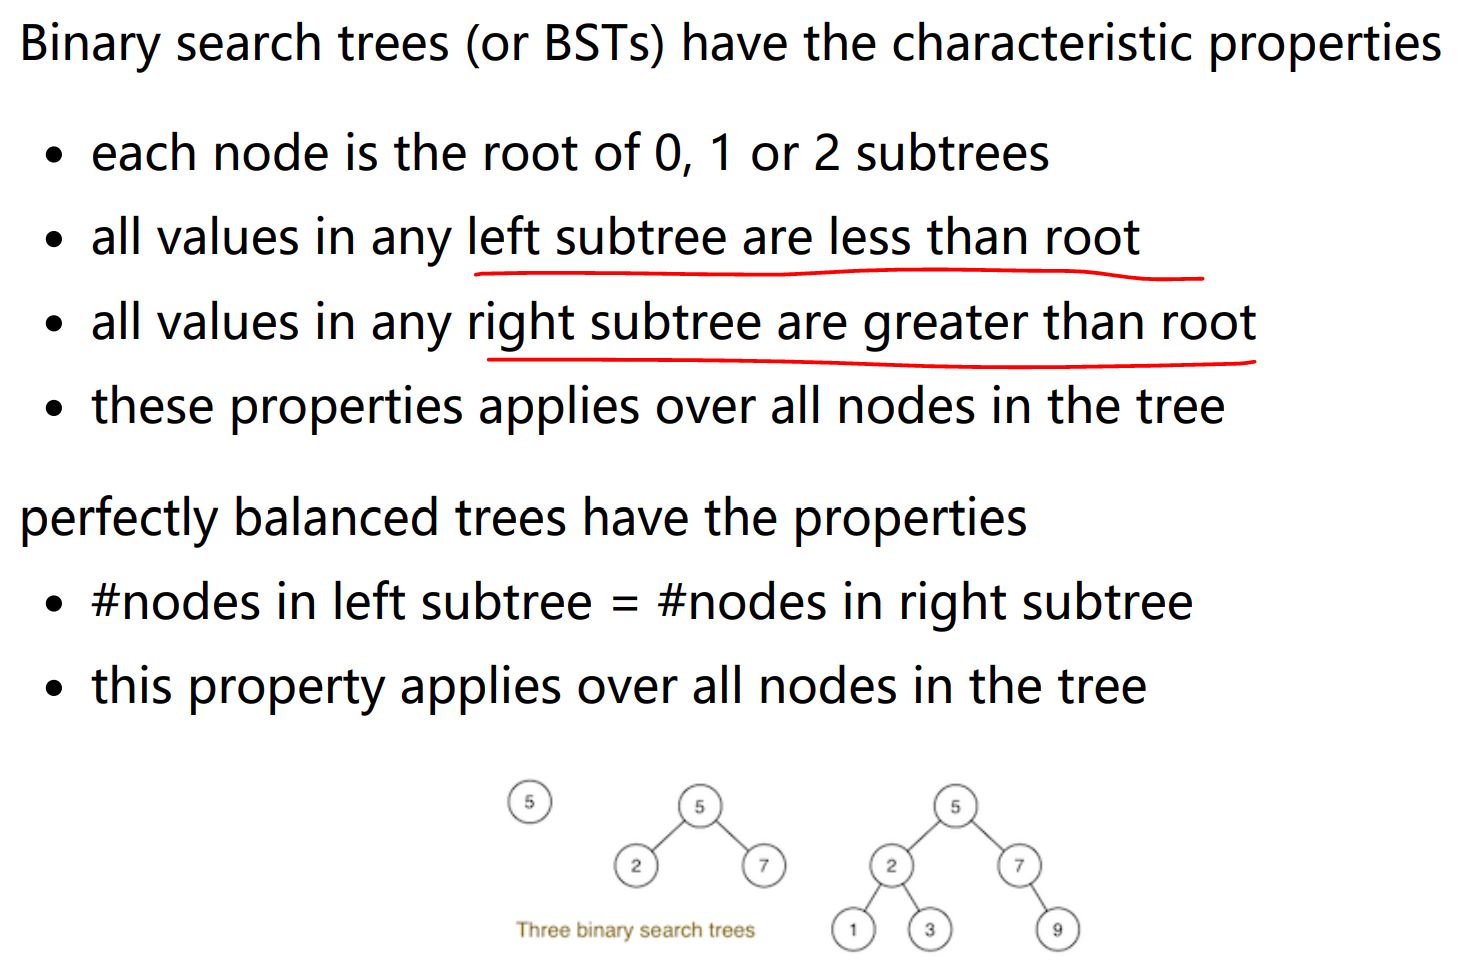 Binary search trees (or BSTs) have the characteristic properties
• each node is the root of 0, 1 or 2 subtrees
• all values in any left subtree are less than root
• all values in any right subtree are greater than root
• these properties applies over all nodes in the tree
perfectly balanced trees have the properties
• #nodes in left subtree = #nodes in right subtree
• this property applies over all nodes in the tree
5
5
5
2
7
2
7
Three binary search trees
1
3
9